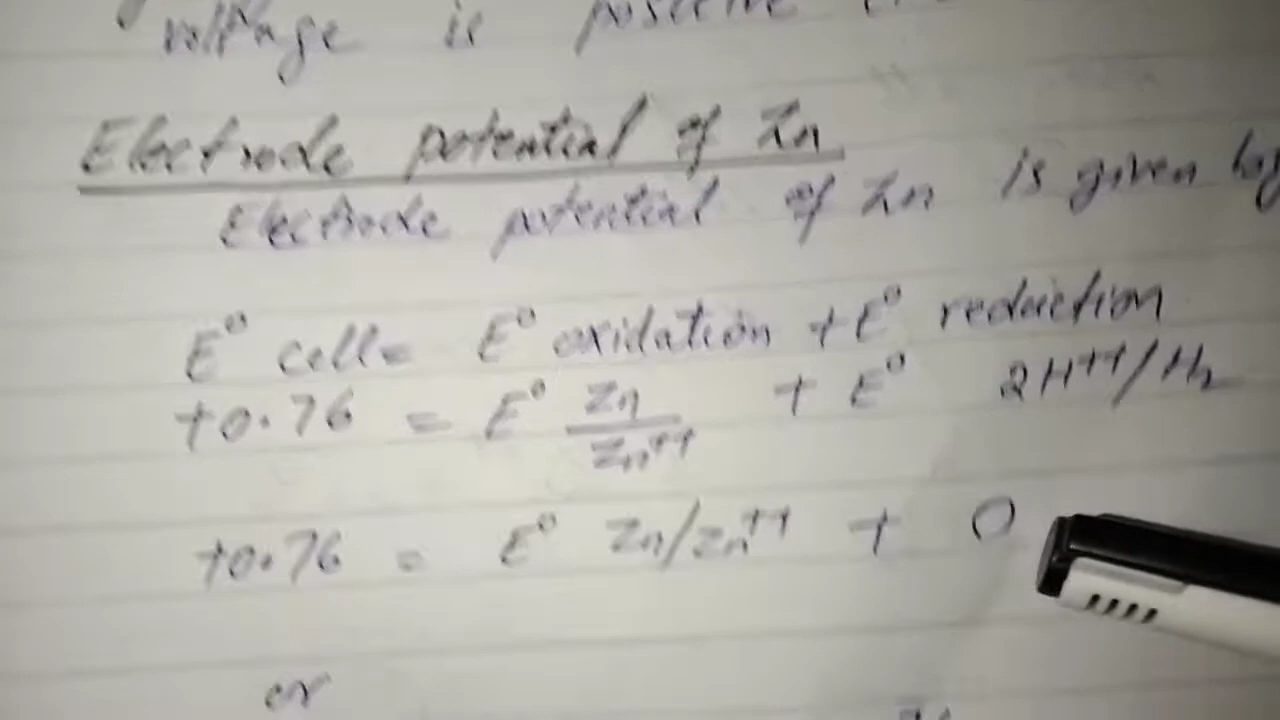 voltage is positive
Electrode potential of Zn
Electrode potential of Zn is given by
E° cell = E° oxidation + E° reduction
+0.76 = E° Zn/Zn++ + E° 2H++/H2
+0.76 = E° Zn/Zn++ + 0
or